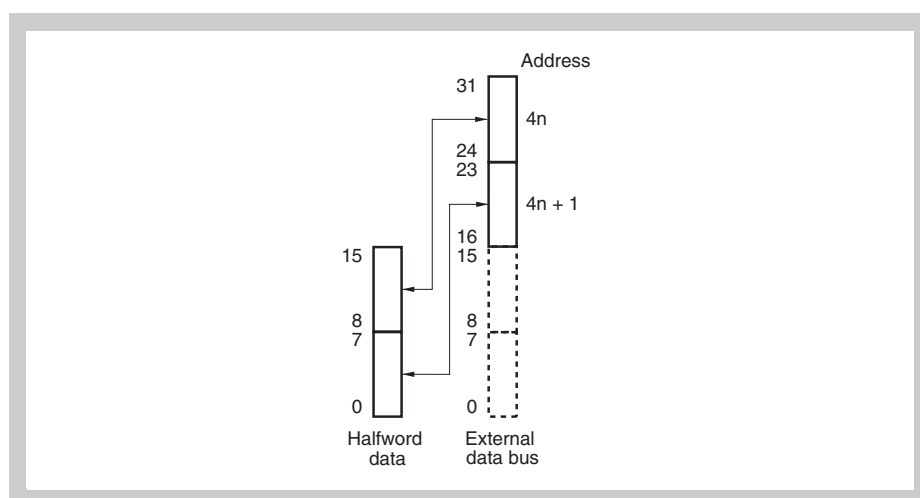 Address
31
4n
24
23
4n + 1
16
15
15
8
8
7
7
0
0
Halfword
data
External
data bus